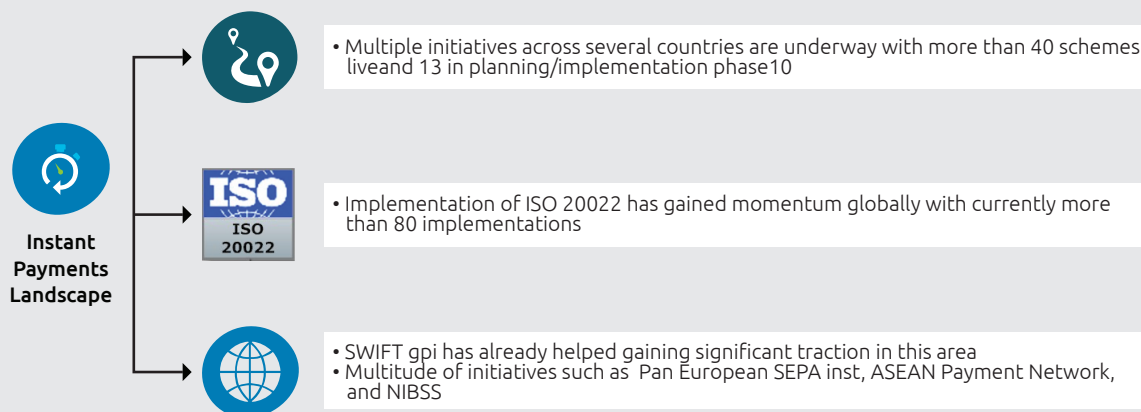 • Multiple initiatives across several countries are underway with more than 40 schemes
liveand 13 in planning/implementation phase10
Instant
Payments
Landscape
ISO
ISO
20022
• Implementation of ISO 20022 has gained momentum globally with currently more
than 80 implementations
• SWIFT gpi has already helped gaining significant traction in this area
• Multitude of initiatives such as Pan European SEPA inst, ASEAN Payment Network,
and NIBSS